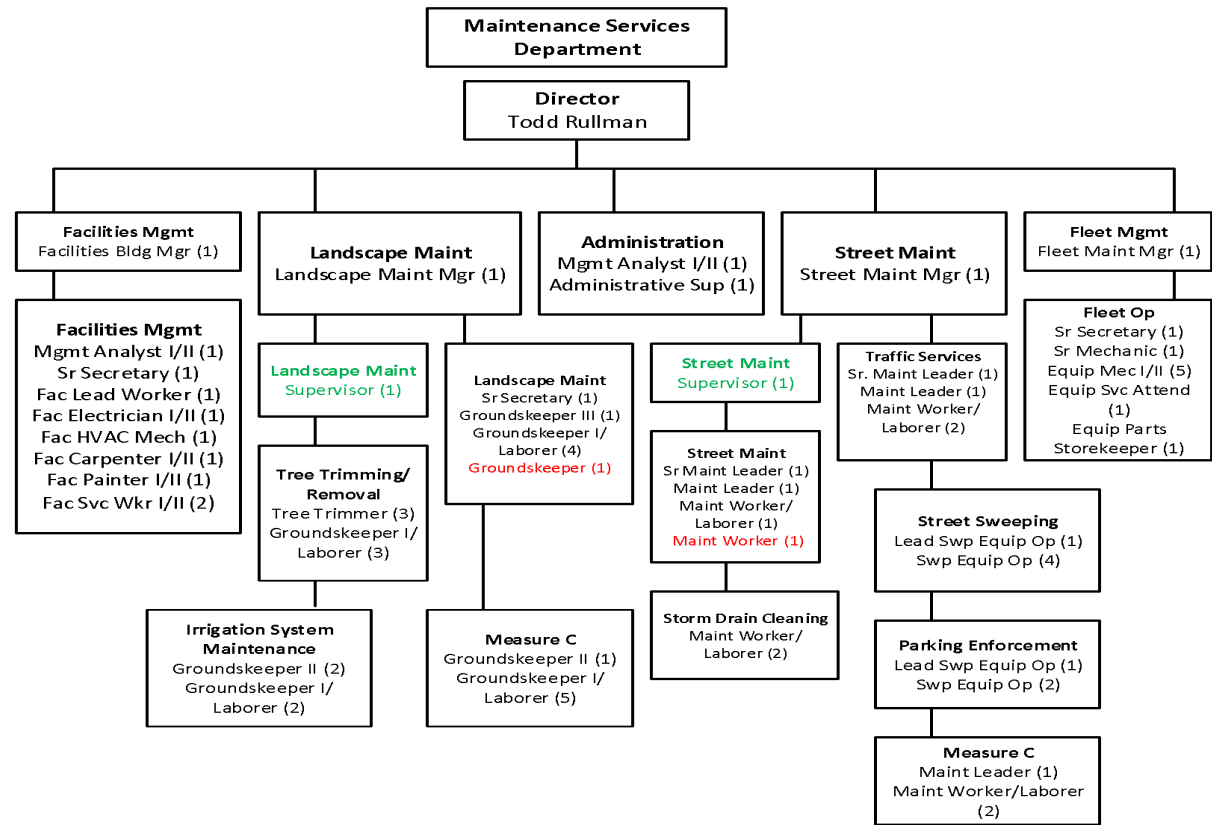 Maintenance Services
Department
Director
Todd Rullman
Facilities Mgmt
Facilities Bldg Mgr (1)
Facilities Mgmt
Mgmt Analyst I/II (1)
Sr Secretary (1)
Fac Lead Worker (1)
Fac Electrician I/II (1)
Fac HVAC Mech (1)
Fac Carpenter I/II (1)
Fac Painter I/II (1)
Fac Svc Wkr I/II (2)
Landscape Maint
Landscape Maint Mgr (1)
Landscape Maint
Supervisor (1)
Tree Trimming/
Removal
Tree Trimmer (3)
Groundskeeper I/
Laborer (3)
Irrigation System
Maintenance
Groundskeeper II (2)
Groundskeeper I/
Laborer (2)
Landscape Maint
Sr Secretary (1)
Groundskeeper III (1)
Groundskeeper I/
Laborer (4)
Groundskeeper (1)
Measure C
Groundskeeper II (1)
Groundskeeper I/
Laborer (5)
Administration
Mgmt Analyst I/II (1)
Administrative Sup (1)
Street Maint
Street Maint Mgr (1)
Street Maint
Supervisor (1)
Street Maint
Sr Maint Leader (1)
Maint Leader (1)
Maint Worker/
Laborer (1)
Maint Worker (1)
Storm Drain Cleaning
Maint Worker/
Laborer (2)
Traffic Services
Sr. Maint Leader (1)
Maint Leader (1)
Maint Worker/
Laborer (2)
Street Sweeping
Lead Swp Equip Op (1)
Swp Equip Op (4)
Parking Enforcement
Lead Swp Equip Op (1)
Swp Equip Op (2)
Measure C
Maint Leader (1)
Maint Worker/Laborer
(2)
Fleet Mgmt
Fleet Maint Mgr (1)
Fleet Op
Sr Secretary (1)
Sr Mechanic (1)
Equip Mec I/II (5)
Equip Svc Attend
(1)
Equip Parts
Storekeeper (1)